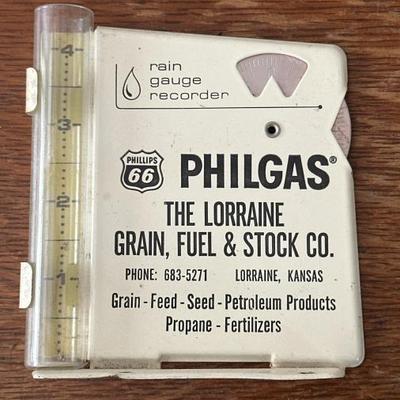 4
3
2
1
rain
gauge
recorder
PHILLIPS
66
PHILGAS®
THE LORRAINE
GRAIN, FUEL & STOCK CO.
PHONE: 683-5271 LORRAINE, KANSAS
Grain - Feed - Seed - Petroleum Products
Propane - Fertilizers